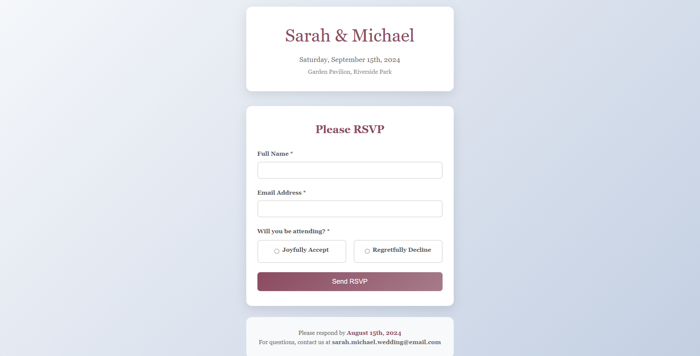 Sarah & Michael
Saturday, September 15th, 2024
Garden Pavilion, Riverside Park
Please RSVP
Full Name *
Email Address *
Will you be attending? *
Joyfully Accept
Regretfully Decline
Send RSVP
Please respond by August 15th, 2024
For questions, contact us at sarah.michael.wedding@email.com